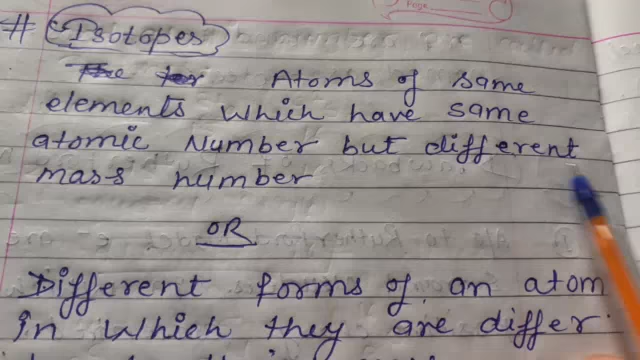 # Isotopes
Atoms of same
elements which have same
atomic Number but different
mass number
OR
Different forms of an atom
in which they are differ